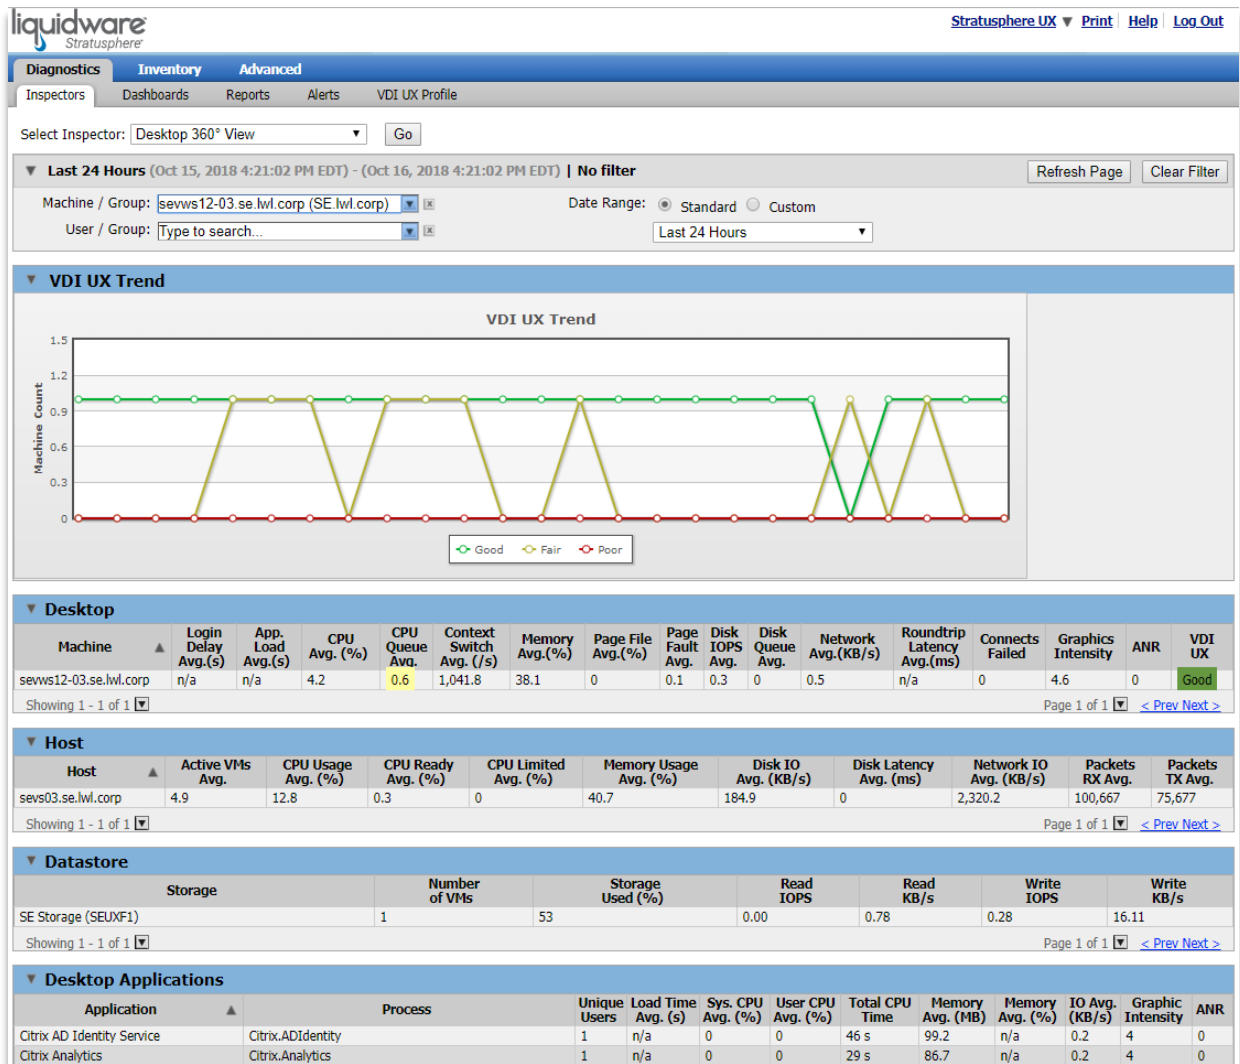 liquidware
Stratusphere
Stratusphere UX ▼ Print Help Log Out
Diagnostics Inventory Advanced
Inspectors Dashboards Reports Alerts VDI UX Profile
Select Inspector: Desktop 360° View Go
Last 24 Hours (Oct 15, 2018 4:21:02 PM EDT) - (Oct 16, 2018 4:21:02 PM EDT) | No filter Refresh Page Clear Filter
Machine / Group: sevws12-03.se.lwl.corp (SE.lwl.corp) Date Range: Standard Custom
User / Group: Type to search... Last 24 Hours
VDI UX Trend
VDI UX Trend
1.5
1.2
0.9
0.6
0.3
0
Machine Count
Good Fair Poor
Desktop
Machine Login Delay Avg.(s) App. Load Avg.(s) CPU Avg. (%) CPU Queue Avg. Context Switch Avg. (/s) Memory Avg.(%) Page File Avg.(%) Page Fault Avg. Disk IOPS Avg. Disk Queue Avg. Network Avg.(KB/s) Roundtrip Latency Avg.(ms) Connects Failed Graphics Intensity ANR VDI UX
sevws12-03.se.lwl.corp n/a n/a 4.2 0.6 1,041.8 38.1 0 0.1 0.3 0 0.5 n/a 0 4.6 0 Good
Showing 1 - 1 of 1 Page 1 of 1 < Prev Next >
Host
Host Active VMs Avg. CPU Usage Avg. (%) CPU Ready Avg. (%) CPU Limited Avg. (%) Memory Usage Avg. (%) Disk IO Avg. (KB/s) Disk Latency Avg. (ms) Network IO Avg. (KB/s) Packets RX Avg. Packets TX Avg.
sevs03.se.lwl.corp 4.9 12.8 0.3 0 40.7 184.9 0 2,320.2 100,667 75,677
Showing 1 - 1 of 1 Page 1 of 1 < Prev Next >
Datastore
Storage Number of VMs Storage Used (%) Read IOPS Read KB/s Write IOPS Write KB/s
SE Storage (SEUXF1) 1 53 0.00 0.78 0.28 16.11
Showing 1 - 1 of 1 Page 1 of 1 < Prev Next >
Desktop Applications
Application Process Unique Users Load Time Avg. (s) Sys. CPU Avg. (%) User CPU Avg. (%) Total CPU Time Memory Avg. (MB) Memory Avg. (%) IO Avg. (KB/s) Graphic Intensity ANR
Citrix AD Identity Service Citrix.ADIdentity 1 n/a 0 0 46 s 99.2 n/a 0.2 4 0
Citrix Analytics Citrix.Analytics 1 n/a 0 0 29 s 86.7 n/a 0.2 4 0